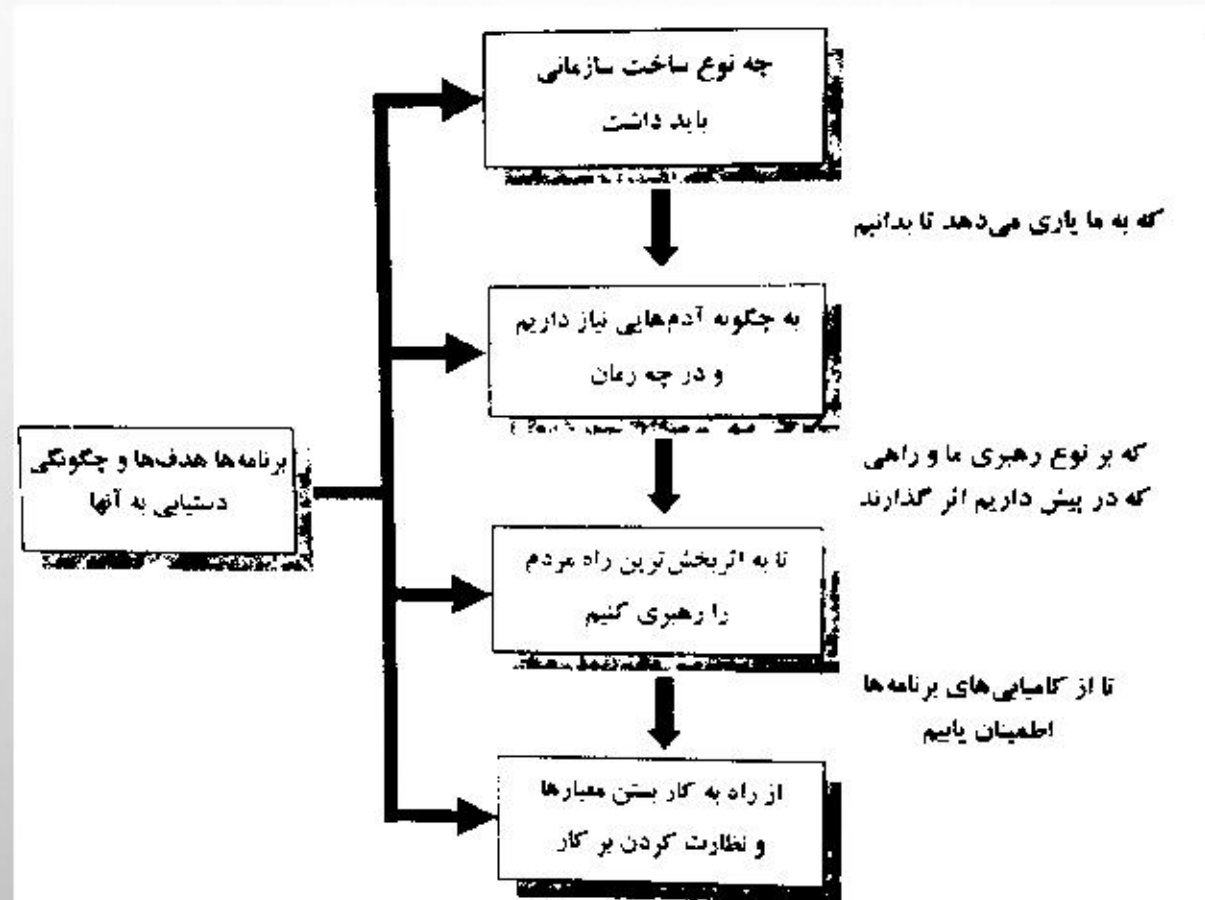 چه نوع ساخت سازمانی
باید داشت
که به ما یاری می‌دهد تا بدانیم
به چگونه آدم‌هایی نیاز داریم
و در چه زمان
برنامه‌ها هدف‌ها و چگونگی
دستیابی به آنها
که بر نوع رهبری ما و راهی
که در پیش داریم اثر گذارند
تا به اثربخش‌ترین راه مردم
را رهبری کنیم
تا از کامیابی‌های برنامه‌ها
اطمینان یابیم
از راه به کار بستن معیارها
و نظارت کردن بر کار